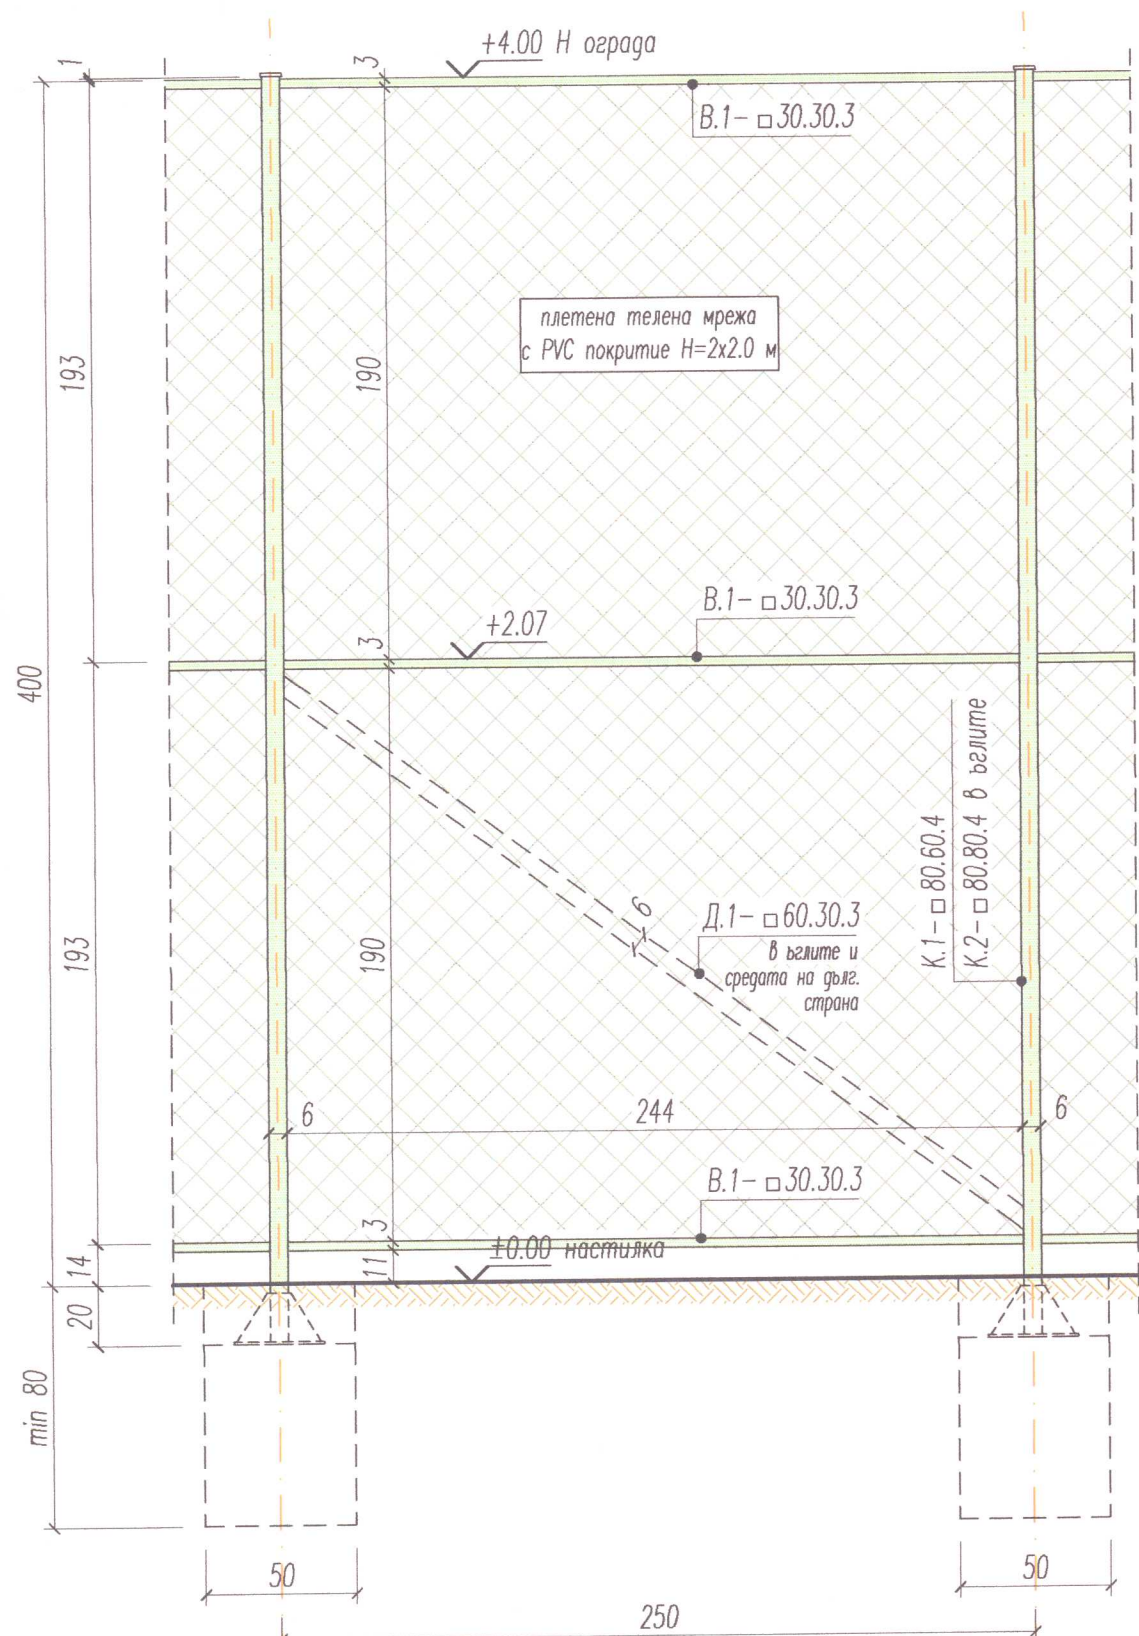 +4.00 Н ограда
1
3
В.1- □30.30.3
плетена телена мрежа
с PVC покритие H=2x2.0 м
193
190
В.1- □30.30.3
+2.07
3
400
К.1- □80.60.4
К.2- □80.80.4 в ъглите
6
Д.1- □60.30.3
в ъглите и
средата на дълг.
страна
193
190
6
244
6
В.1- □30.30.3
3
±0.00 настилка
14
11
20
min 80
50
50
250